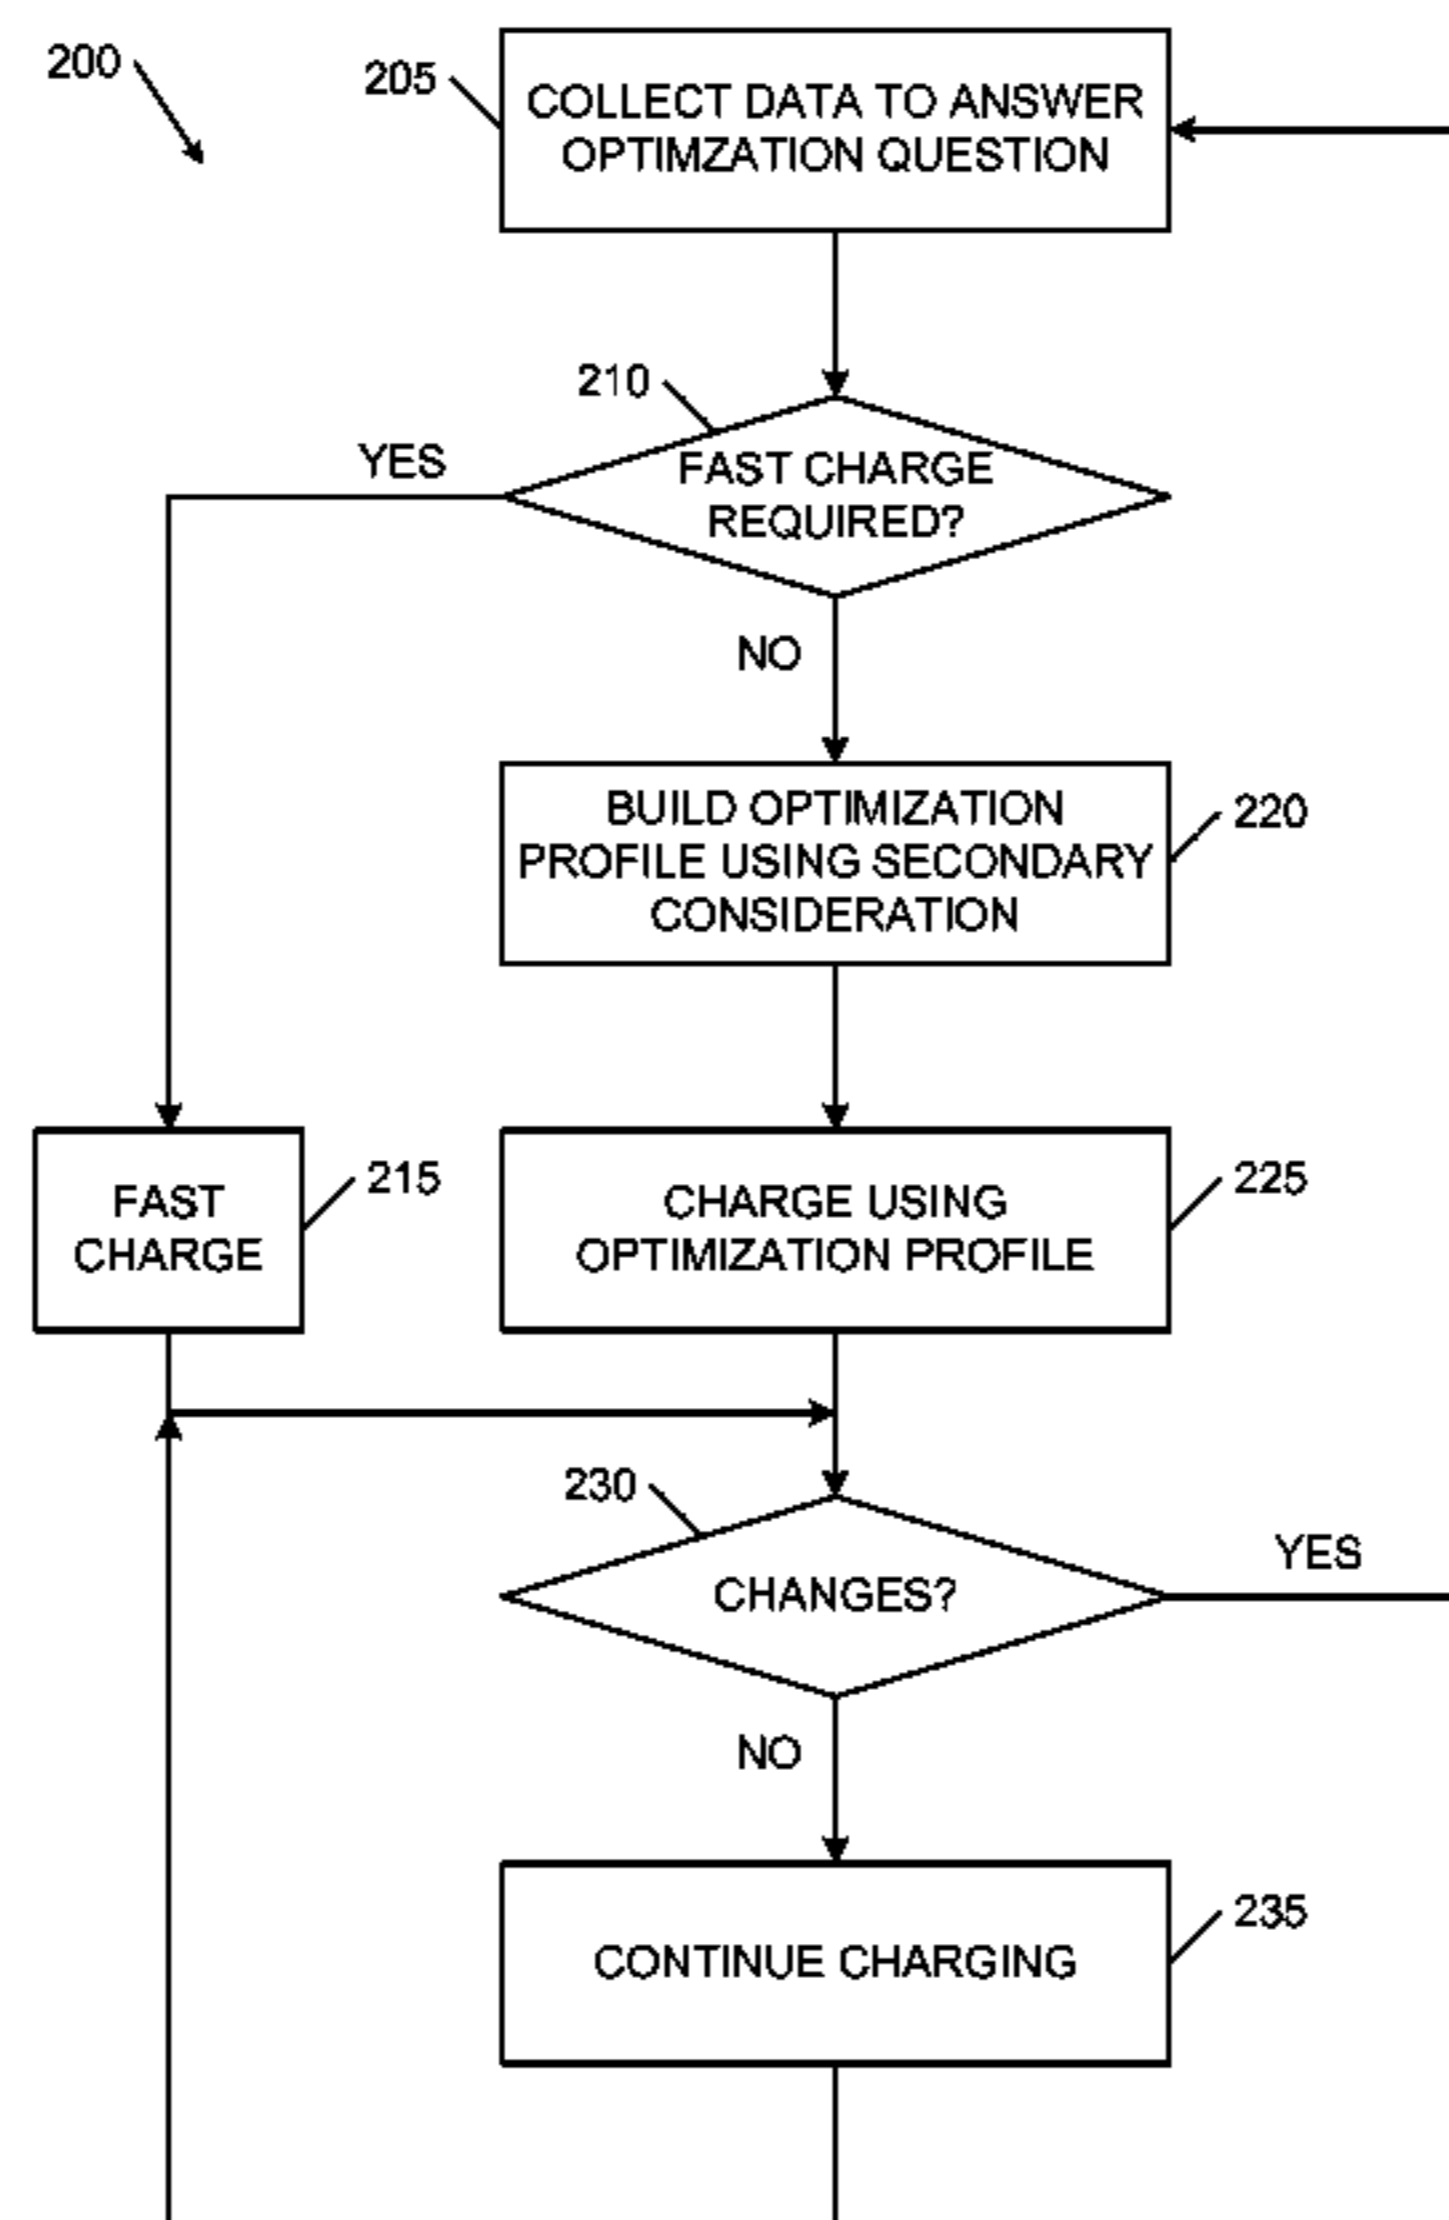 200
205
COLLECT DATA TO ANSWER
OPTIMZATION QUESTION
210
YES
FAST CHARGE
REQUIRED?
NO
BUILD OPTIMIZATION
PROFILE USING SECONDARY
CONSIDERATION
220
FAST
CHARGE
215
CHARGE USING
OPTIMIZATION PROFILE
225
230
CHANGES?
YES
NO
CONTINUE CHARGING
235